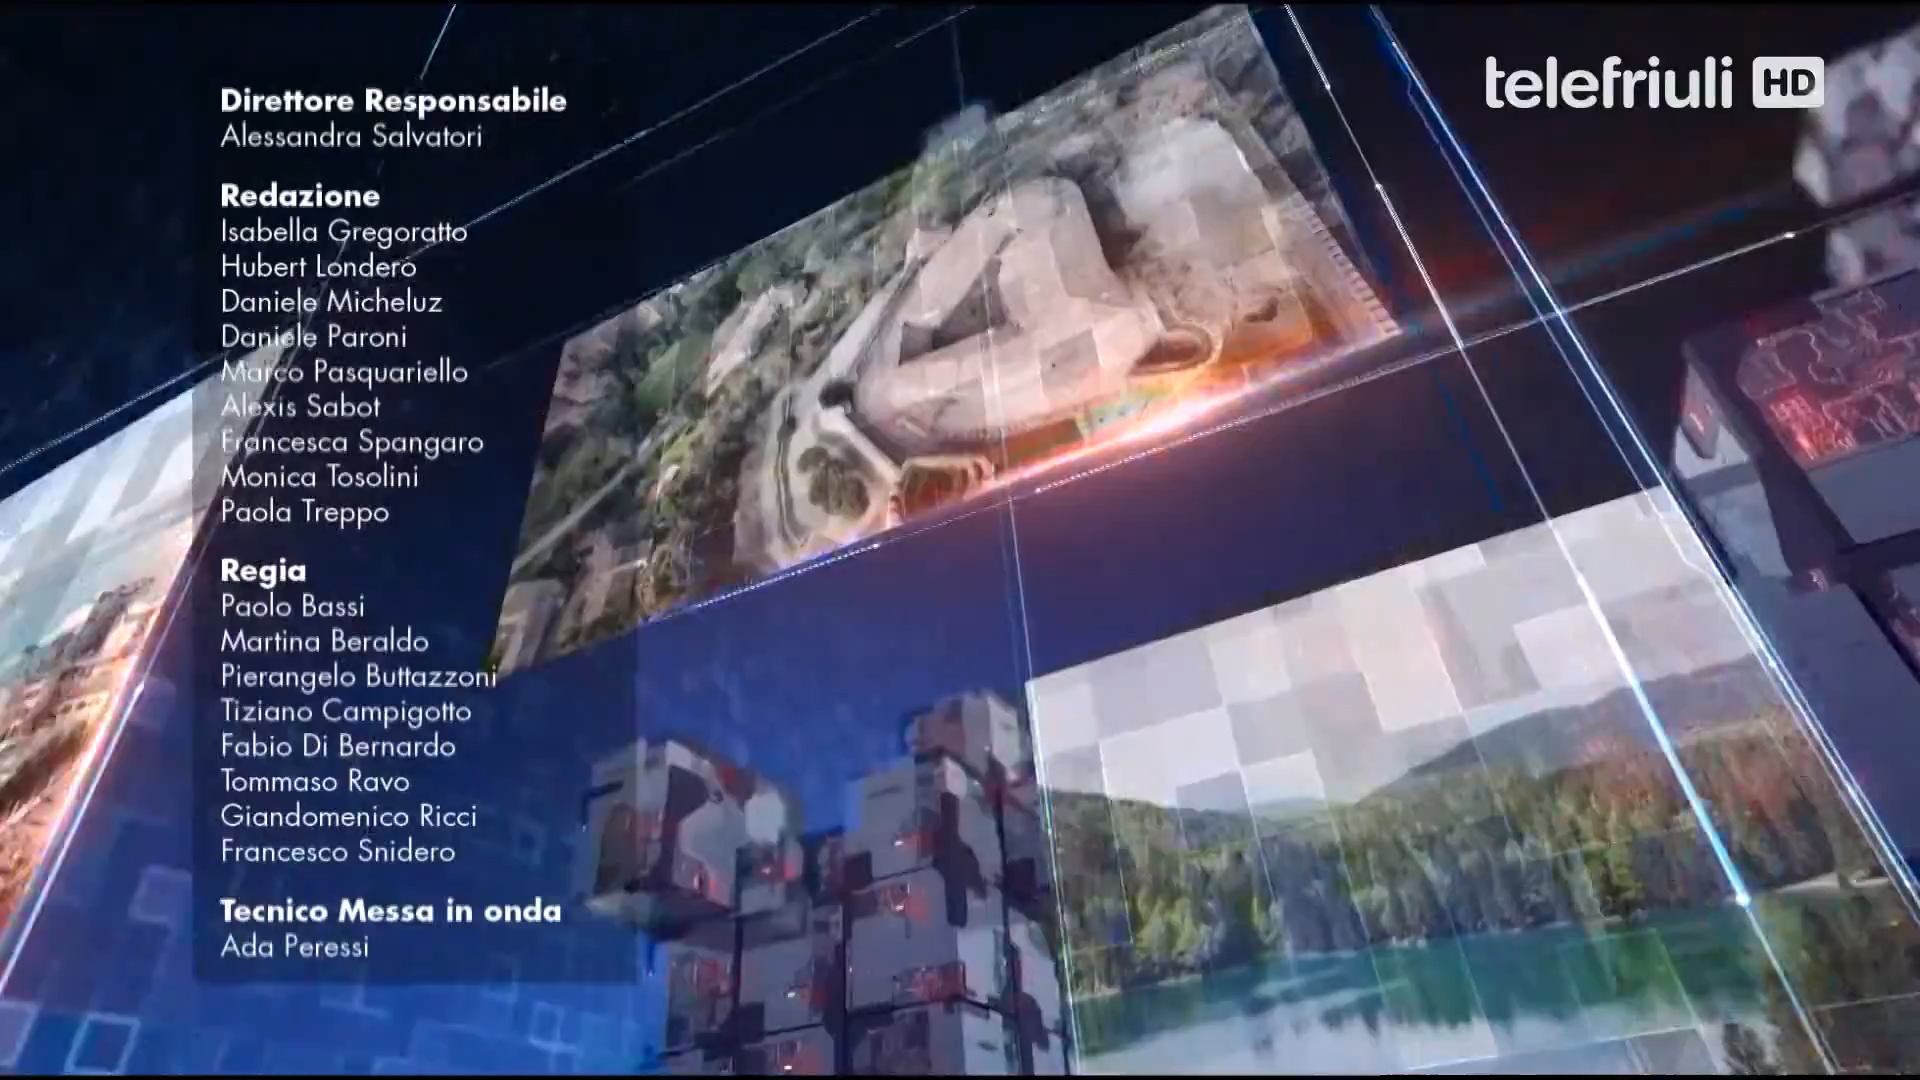 telefriuli HD
Direttore Responsabile
Alessandra Salvatori
Redazione
Isabella Gregoratto
Hubert Londero
Daniele Micheluz
Daniele Paroni
Marco Pasquariello
Alexis Sabot
Francesca Spangaro
Monica Tosolini
Paola Treppo
Regia
Paolo Bassi
Martina Beraldo
Pierangelo Buttazzoni
Tiziano Campigotto
Fabio Di Bernardo
Tommaso Ravo
Giandomenico Ricci
Francesco Snidero
Tecnico Messa in onda
Ada Peressi